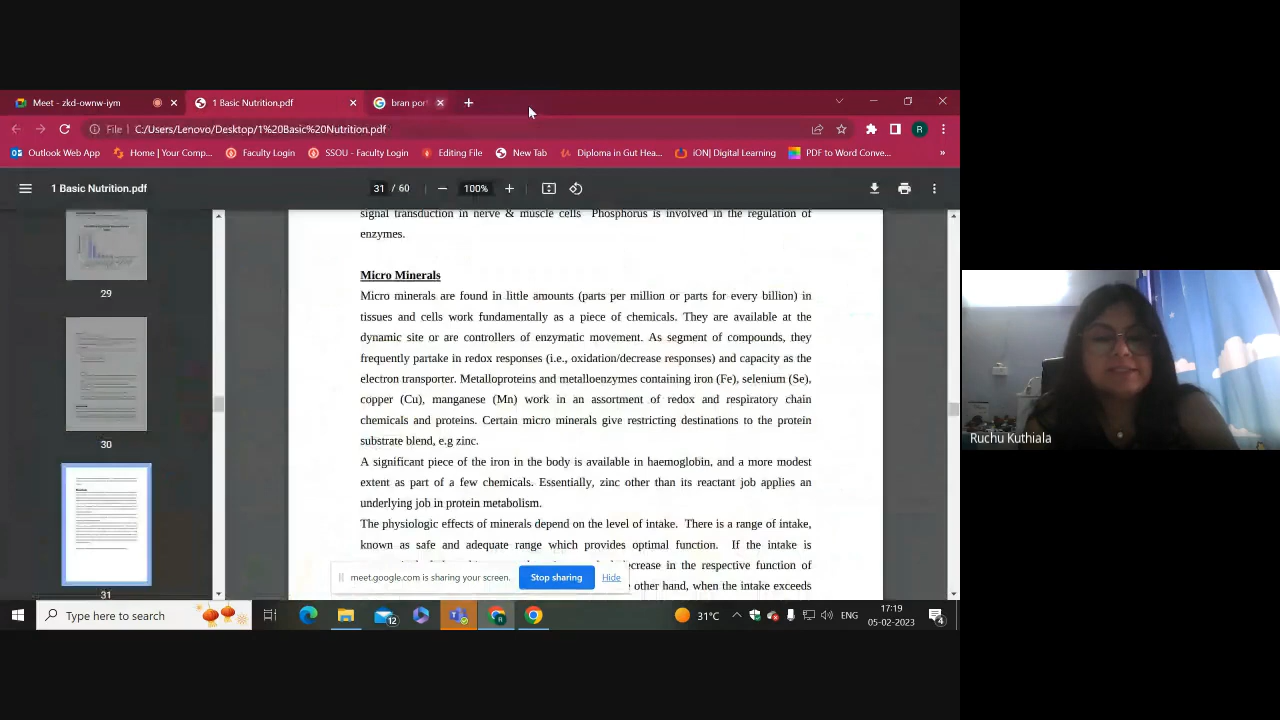 Meet - zkd-ownw-iym
1 Basic Nutrition.pdf
bran por
File
C:/Users/Lenovo/Desktop/1%20Basic%20Nutrition.pdf
R
Outlook Web App
Home | Your Comp...
Faculty Login
SSOU - Faculty Login
Editing File
New Tab
Diploma in Gut Hea...
iON| Digital Learning
PDF to Word Conve...
»
1 Basic Nutrition.pdf
31 / 60
100%
29
30
31
signal transduction in nerve & muscle cells Phosphorus is involved in the regulation of
enzymes.
Micro Minerals
Micro minerals are found in little amounts (parts per million or parts for every billion) in
tissues and cells work fundamentally as a piece of chemicals. They are available at the
dynamic site or are controllers of enzymatic movement. As segment of compounds, they
frequently partake in redox responses (i.e., oxidation/decrease responses) and capacity as the
electron transporter. Metalloproteins and metalloenzymes containing iron (Fe), selenium (Se),
copper (Cu), manganese (Mn) work in an assortment of redox and respiratory chain
chemicals and proteins. Certain micro minerals give restricting destinations to the protein
substrate blend, e.g zinc.
A significant piece of the iron in the body is available in haemoglobin, and a more modest
extent as part of a few chemicals. Essentially, zinc other than its reactant job applies an
underlying job in protein metabolism.
The physiologic effects of minerals depend on the level of intake. There is a range of intake,
known as safe and adequate range which provides optimal function. If the intake is
decrease in the respective function of
other hand, when the intake exceeds
meet.google.com is sharing your screen.
Stop sharing
Hide
Ruchu Kuthiala
Type here to search
12
31°C
ENG
17:19
05-02-2023
4